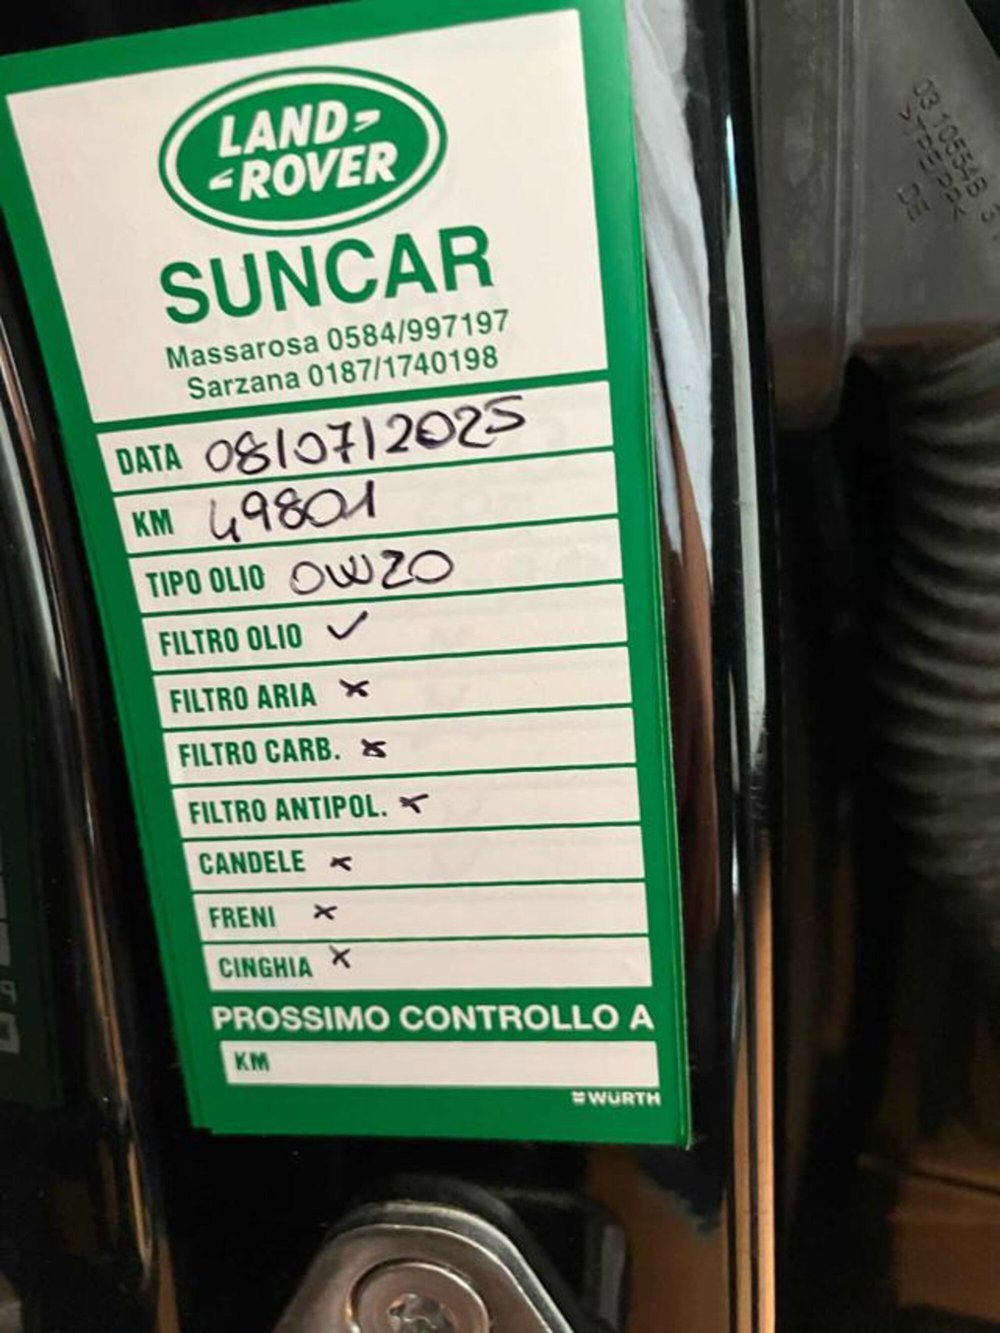 LAND
ROVER
SUNCAR
Massarosa 0584/997197
Sarzana 0187/1740198
DATA 08/07/2025
KM 49801
TIPO OLIO 0W20
FILTRO OLIO ✓
FILTRO ARIA ×
FILTRO CARB. ×
FILTRO ANTIPOL. ×
CANDELE ×
FRENI ×
CINGHIA ×
PROSSIMO CONTROLLO A
KM
WÜRTH